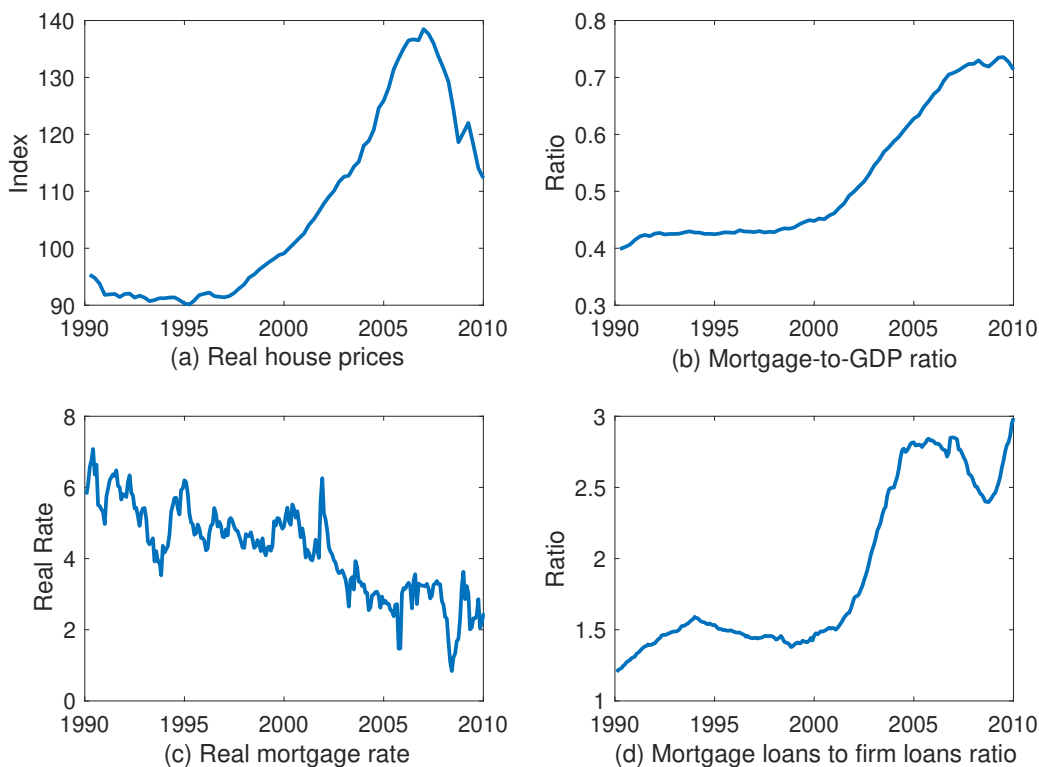 140
130
120
110
100
90
Index
1990 1995 2000 2005 2010
(a) Real house prices
0.8
0.7
0.6
0.5
0.4
0.3
Ratio
1990 1995 2000 2005 2010
(b) Mortgage-to-GDP ratio
8
6
4
2
0
Real Rate
1990 1995 2000 2005 2010
(c) Real mortgage rate
3
2.5
2
1.5
1
Ratio
1990 1995 2000 2005 2010
(d) Mortgage loans to firm loans ratio